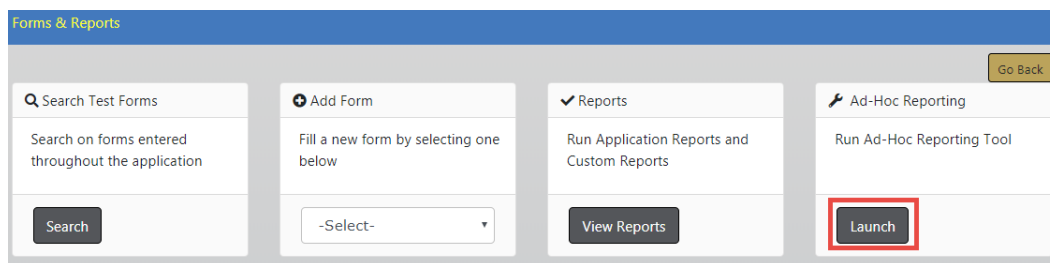 Forms & Reports
Go Back
Search Test Forms
Search on forms entered
throughout the application
Search
Add Form
Fill a new form by selecting one
below
-Select-
Reports
Run Application Reports and
Custom Reports
View Reports
Ad-Hoc Reporting
Run Ad-Hoc Reporting Tool
Launch